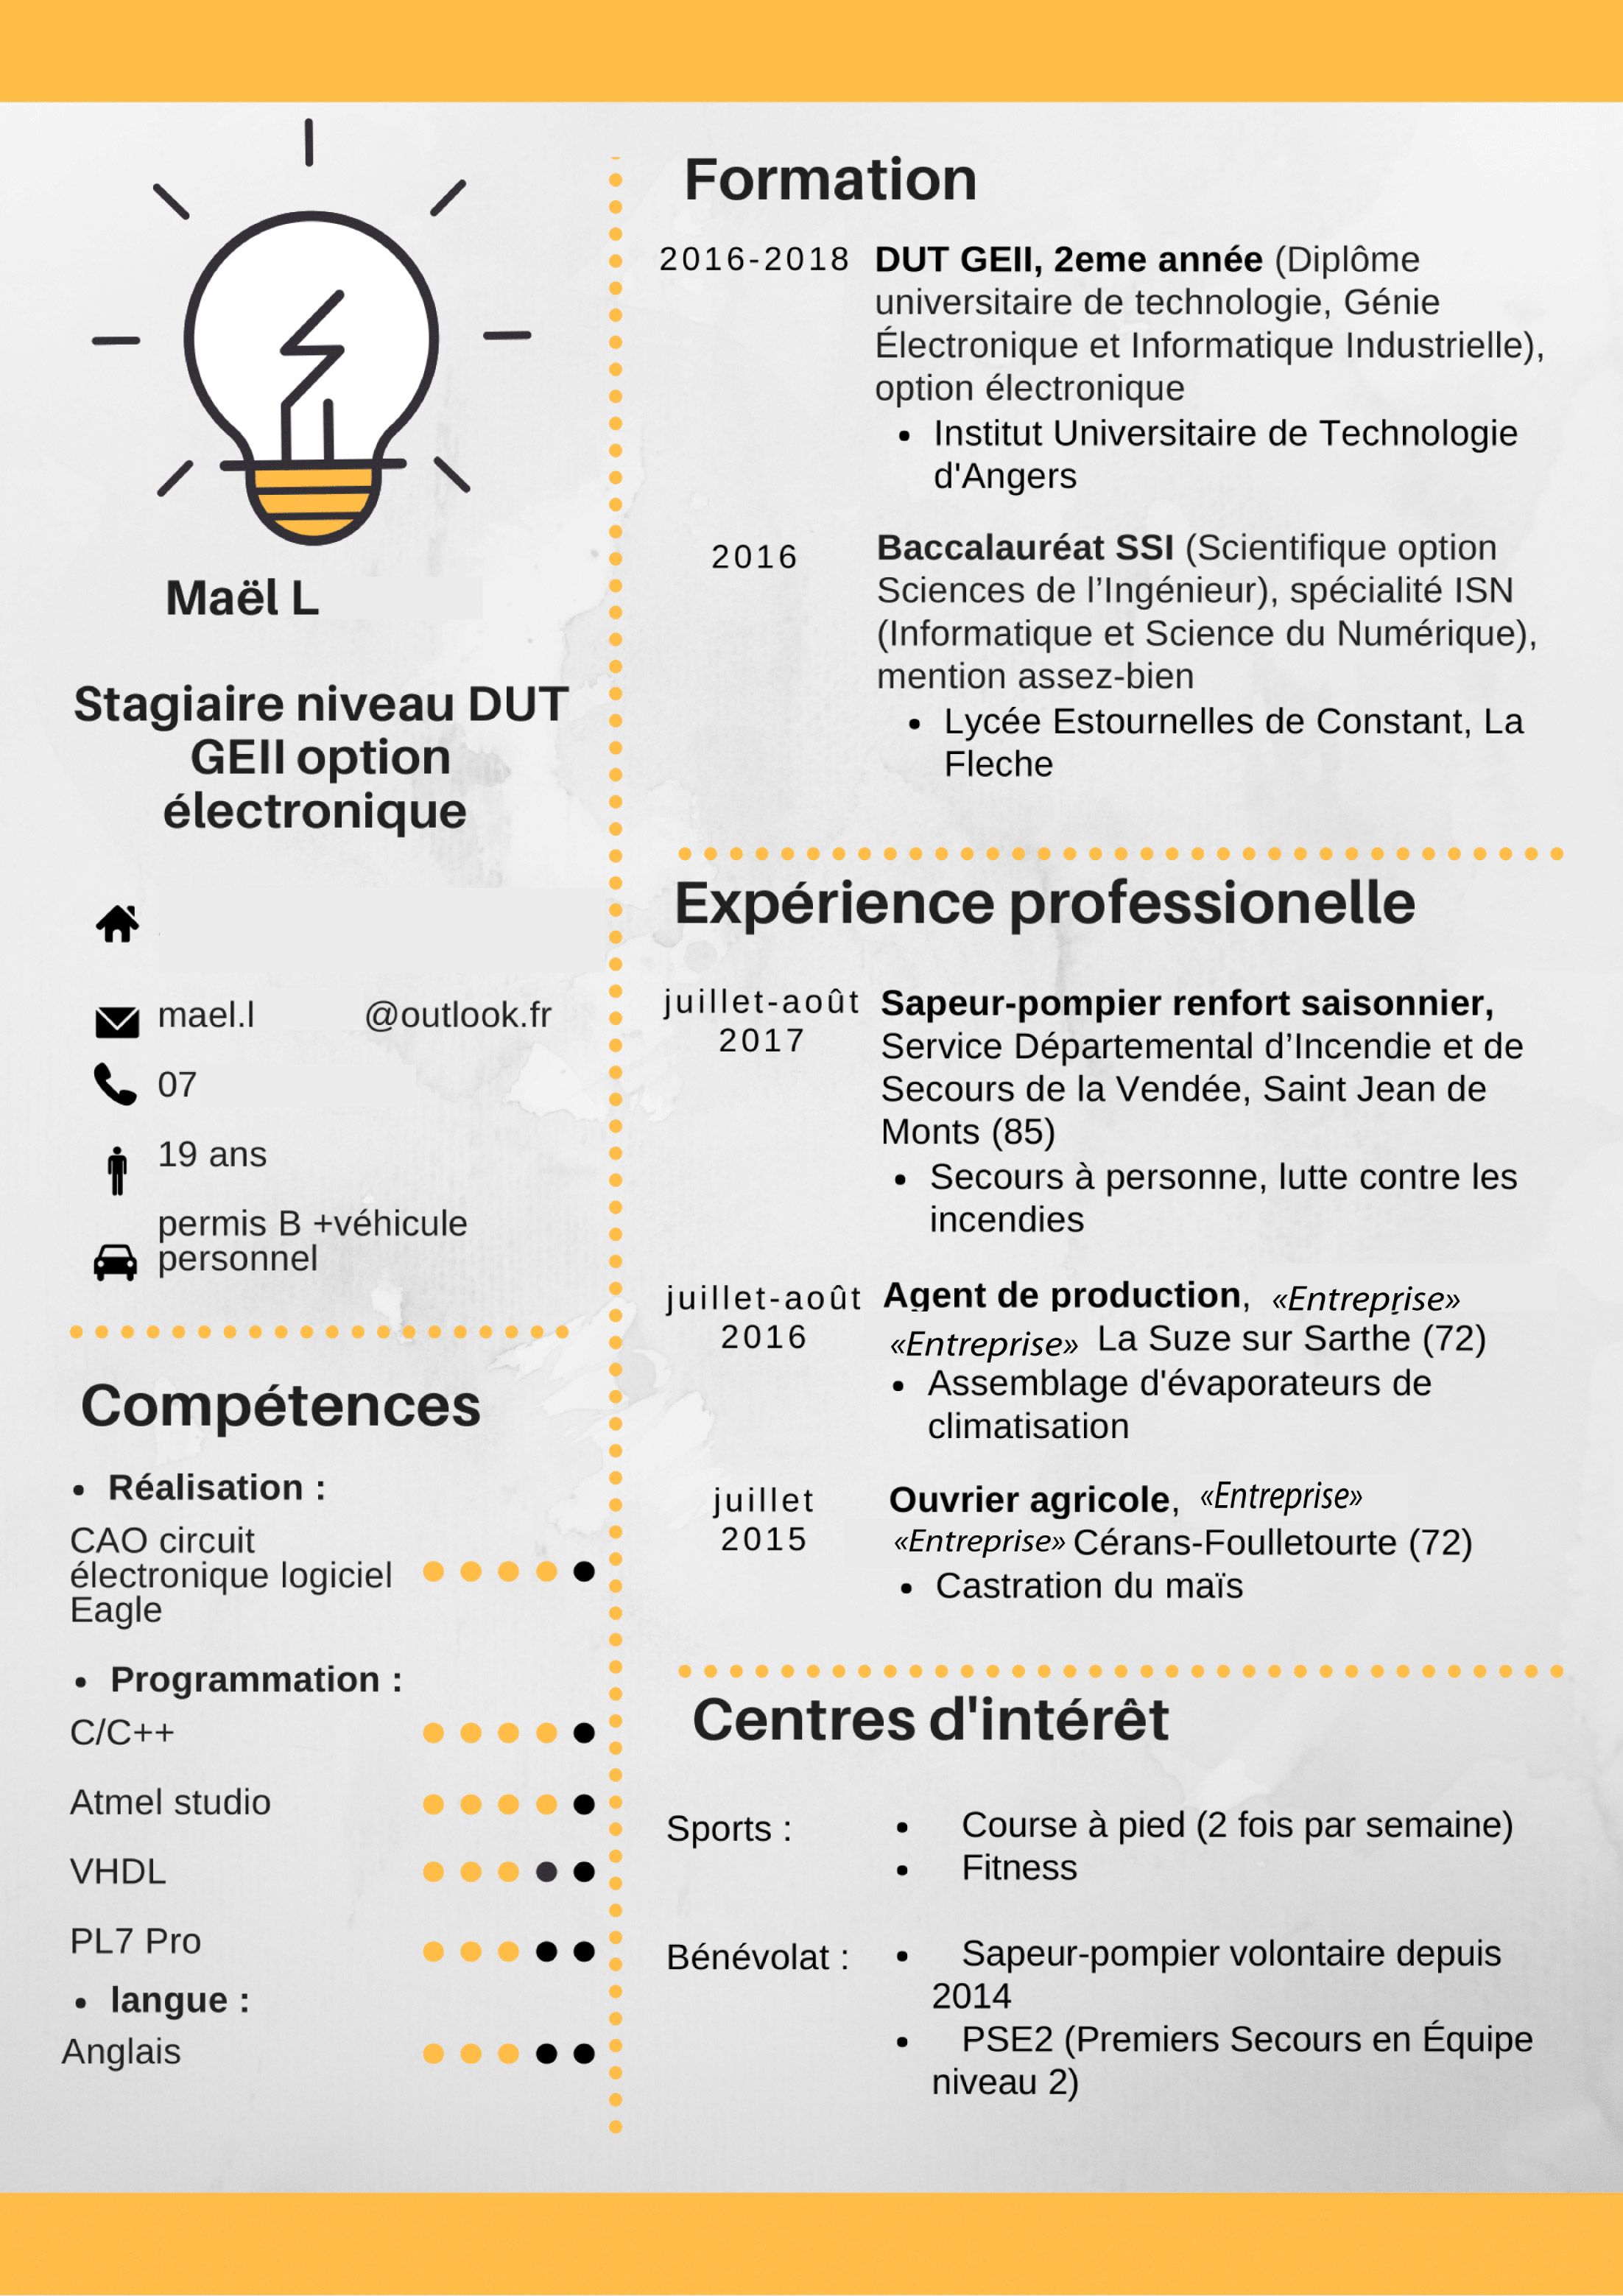 Maël L
Stagiaire niveau DUT
GEII option
électronique
mael.l @outlook.fr
07
19 ans
permis B +véhicule
personnel
Compétences
• Réalisation :
CAO circuit
électronique logiciel
Eagle
• Programmation :
C/C++
Atmel studio
VHDL
PL7 Pro
• langue :
Anglais
Formation
2016-2018 DUT GEII, 2eme année (Diplôme
universitaire de technologie, Génie
Électronique et Informatique Industrielle),
option électronique
• Institut Universitaire de Technologie
d'Angers
2016 Baccalauréat SSI (Scientifique option
Sciences de l’Ingénieur), spécialité ISN
(Informatique et Science du Numérique),
mention assez-bien
• Lycée Estournelles de Constant, La
Fleche
Expérience professionelle
juillet-août Sapeur-pompier renfort saisonnier,
2017 Service Départemental d’Incendie et de
Secours de la Vendée, Saint Jean de
Monts (85)
• Secours à personne, lutte contre les
incendies
juillet-août Agent de production, «Entreprise»
2016 «Entreprise» La Suze sur Sarthe (72)
• Assemblage d'évaporateurs de
climatisation
juillet Ouvrier agricole, «Entreprise»
2015 «Entreprise» Cérans-Foulletourte (72)
• Castration du maïs
Centres d'intérêt
Sports : • Course à pied (2 fois par semaine)
• Fitness
Bénévolat : • Sapeur-pompier volontaire depuis
2014
• PSE2 (Premiers Secours en Équipe
niveau 2)